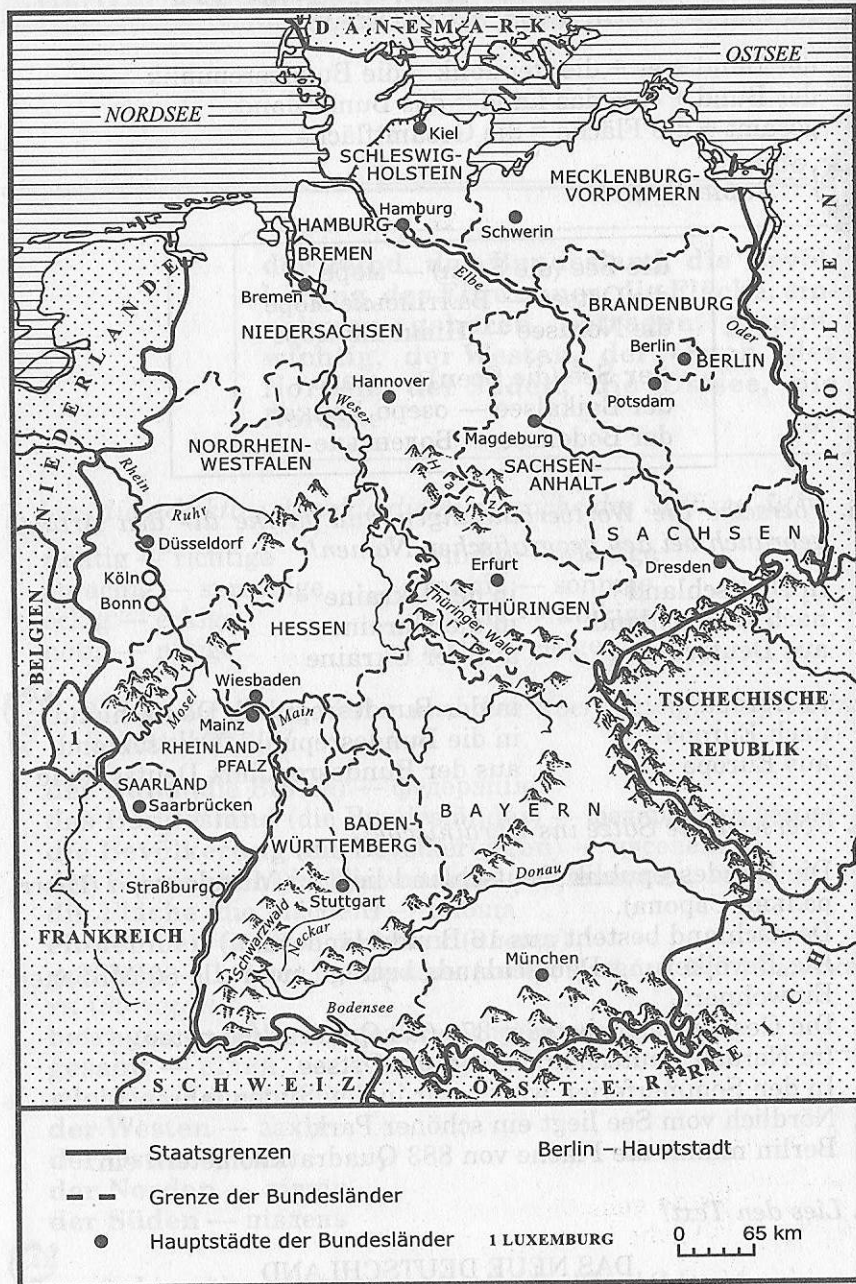 DÄNEMARK
OSTSEE
NORDSEE
Kiel
SCHLESWIG-
HOLSTEIN
MECKLENBURG-
VORPOMMERN
Hamburg
HAMBURG
Schwerin
BREMEN
Bremen
Elbe
BRANDENBURG
NIEDERLANDE
NIEDERSACHSEN
Oder
POLEN
Berlin
BERLIN
Hannover
Potsdam
Weser
Magdeburg
NORDRHEIN-
WESTFALEN
SACHSEN-
ANHALT
Rhein
Ruhr
Düsseldorf
SACHSEN
Köln
Erfurt
Dresden
Bonn
THÜRINGEN
BELGIEN
HESSEN
Thüringer Wald
Wiesbaden
Mosel
Main
TSCHECHISCHE
REPUBLIK
1
Mainz
RHEINLAND-
PFALZ
SAARLAND
Saarbrücken
BAYERN
BADEN-
WÜRTTEMBERG
Donau
Straßburg
Stuttgart
FRANKREICH
Schwarzwald
Neckar
München
Bodensee
SCHWEIZ
ÖSTERREICH
Staatsgrenzen
Berlin – Hauptstadt
Grenze der Bundesländer
Hauptstädte der Bundesländer
1 LUXEMBURG
0 65 km